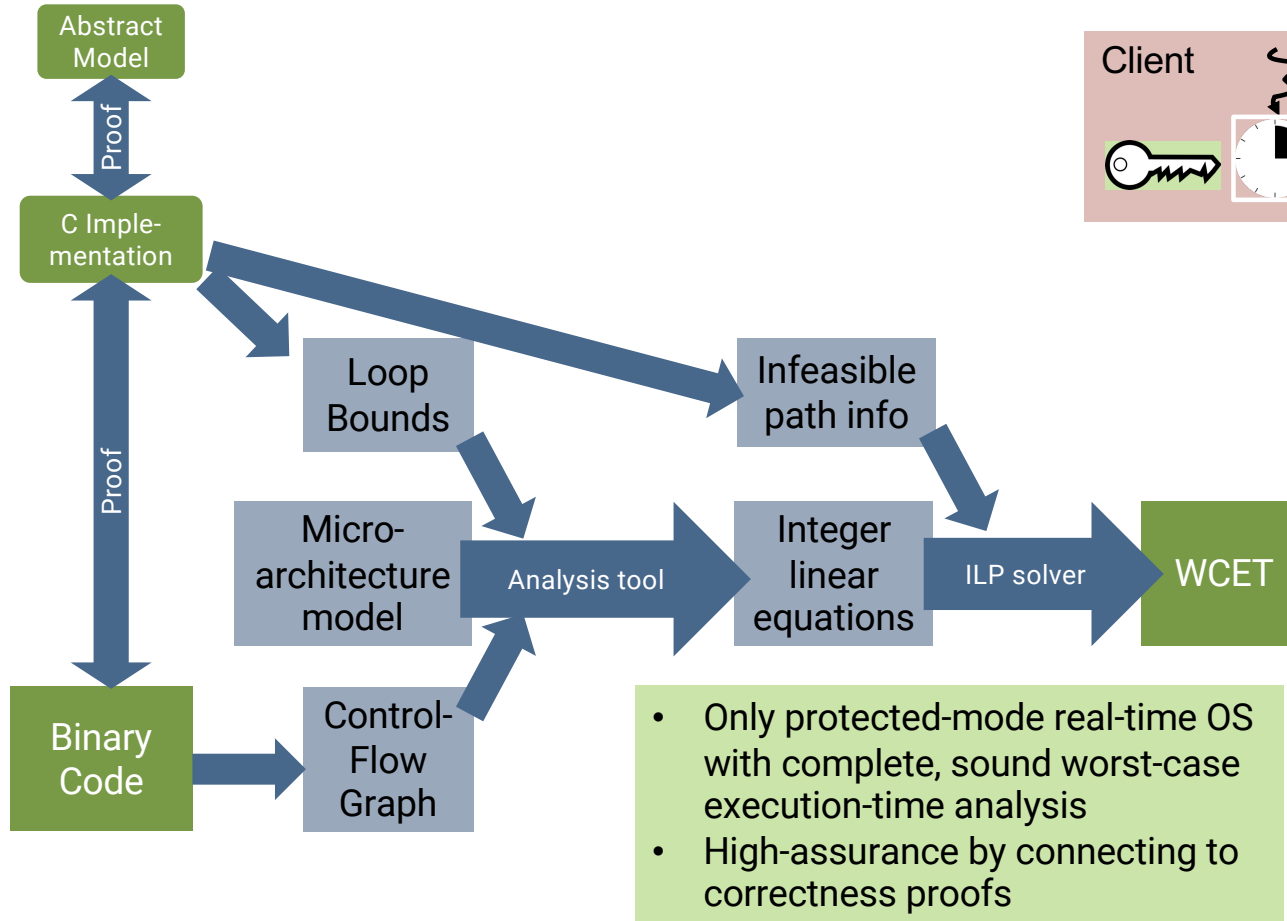 Abstract
Model
Client
Proof
C Imple-
mentation
Loop
Bounds
Infeasible
path info
Proof
Micro-
architecture
model
Analysis tool
Integer
linear
equations
ILP solver
WCET
Binary
Code
Control-
Flow
Graph
• Only protected-mode real-time OS
with complete, sound worst-case
execution-time analysis
• High-assurance by connecting to
correctness proofs